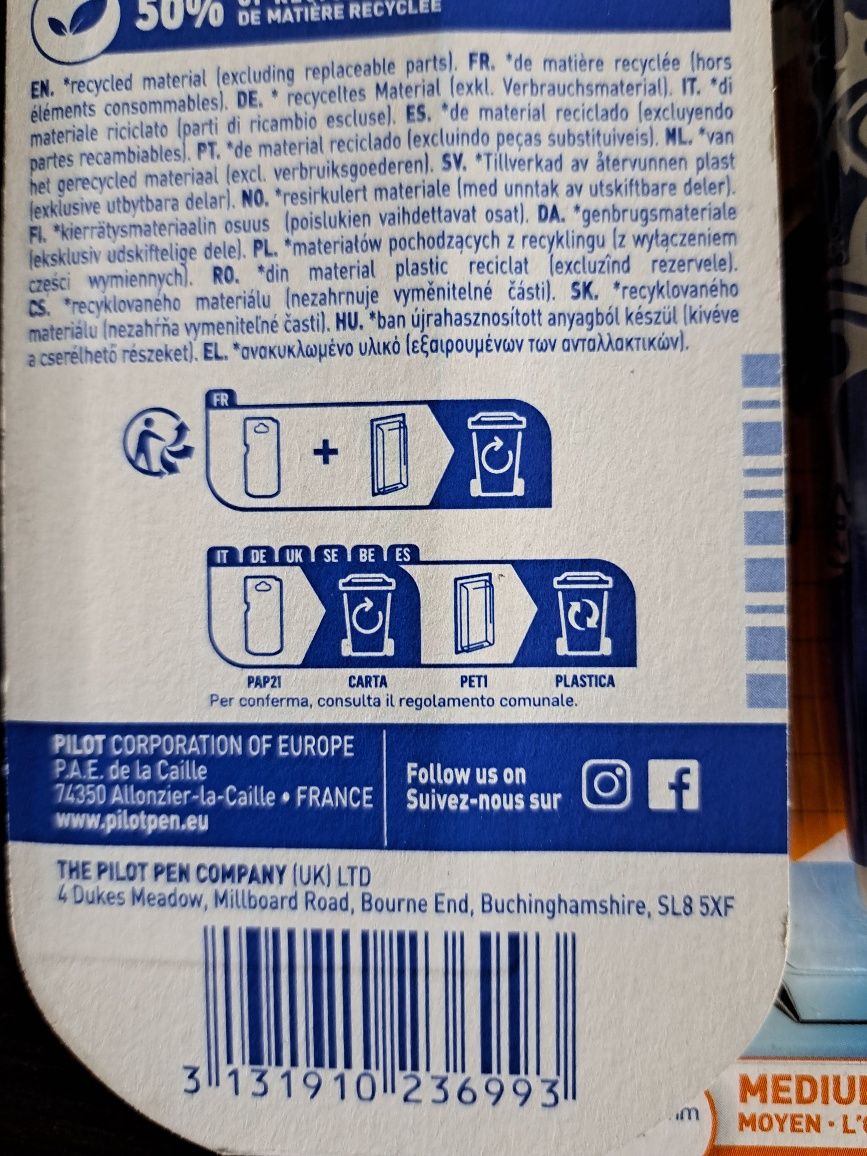 50%
DE MATIÈRE RECYCLÉE
EN. *recycled material (excluding replaceable parts). FR. *de matière recyclée (hors
éléments consommables). DE. * recyceltes Material (exkl. Verbrauchsmaterial). IT. *di
materiale riciclato (parti di ricambio escluse). ES. *de material reciclado (excluyendo
partes recambiables). PT. *de material reciclado (excluindo peças substituiveis). NL. *van
het gerecycled materiaal (excl. verbruiksgoederen). SV. *Tillverkad av återvunnen plast
(exklusive utbytbara delar). NO. *resirkulert materiale (med unntak av utskiftbare deler).
FI. *kierrätysmateriaalin osuus (poislukien vaihdettavat osat). DA. *genbrugsmateriale
(eksklusiv udskiftelige dele). PL. *materiałów pochodzących z recyklingu (z wyłączeniem
części wymiennych). RO. *din material plastic reciclat (excluzînd rezervele).
CS. *recyklovaného materiálu (nezahrnuje vyměnitelné části). SK. *recyklovaného
materiálu (nezahŕňa vymeniteľné časti). HU. *ban újrahasznosított anyagból készül (kivéve
a cserélhető részeket). EL. *ανακυκλωμένο υλικό (εξαιρουμένων των ανταλλακτικών).
FR
+
IT DE UK SE BE ES
PAP21 CARTA PET1 PLASTICA
Per conferma, consulta il regolamento comunale.
PILOT CORPORATION OF EUROPE
P.A.E. de la Caille
74350 Allonzier-la-Caille • FRANCE
www.pilotpen.eu
Follow us on
Suivez-nous sur
THE PILOT PEN COMPANY (UK) LTD
4 Dukes Meadow, Millboard Road, Bourne End, Buchinghamshire, SL8 5XF
3 131910 236993
MEDIU
MOYEN · L'